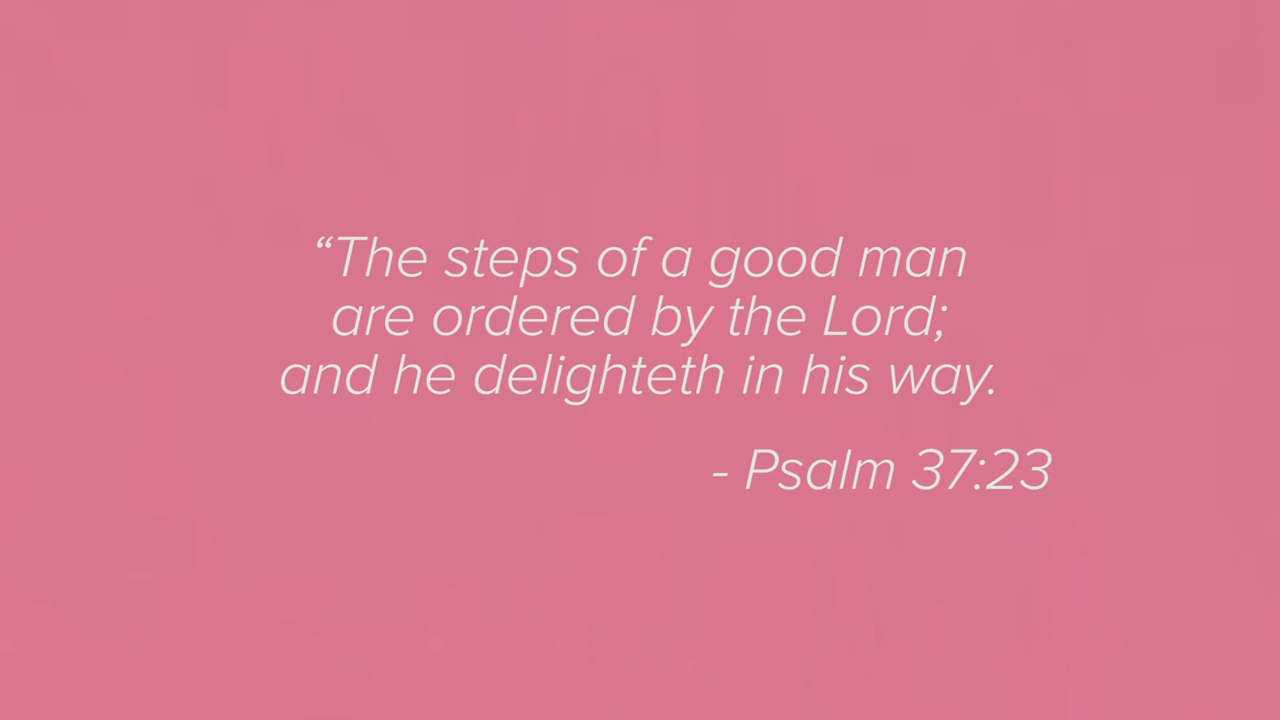 “The steps of a good man
are ordered by the Lord;
and he delighteth in his way.
- Psalm 37:23